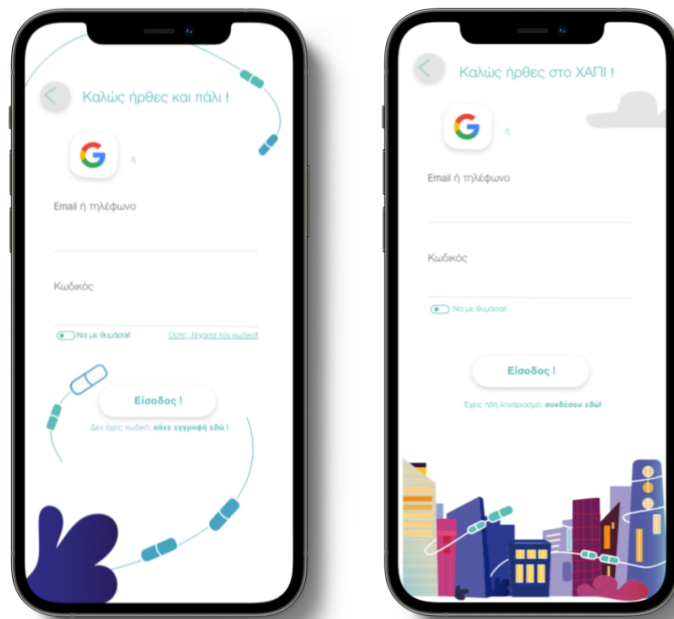 Καλώς ήρθες και πάλι !
ή
Email ή τηλέφωνο
Κωδικός
Να με θυμάσαι! Ουπς, ξέχασα τον κωδικό!
Είσοδος !
Δεν έχεις κωδικό, κάνε εγγραφή εδώ !
Καλώς ήρθες στο ΧΑΠΙ !
ή
Email ή τηλέφωνο
Κωδικός
Να με θυμάσαι!
Είσοδος !
Έχεις ήδη λογαριασμό, συνδέσου εδώ!